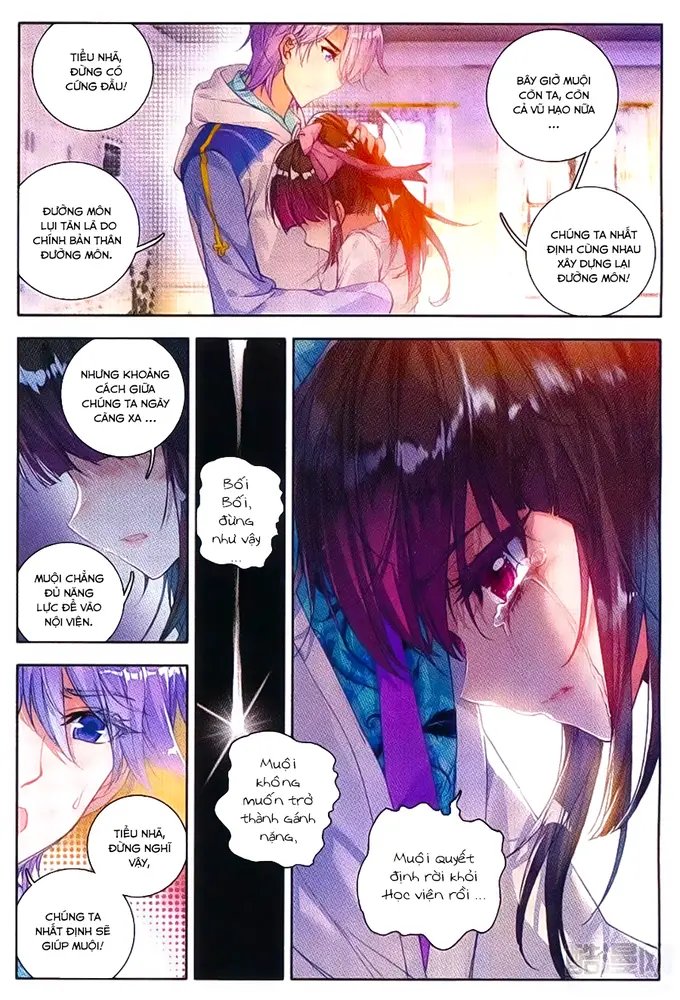 TIỂU NHÃ,
ĐỪNG CÓ
CỨNG ĐẦU!
BÂY GIỜ MUỘI
CÒN TA, CÒN
CẢ VŨ HẠO NỮA
...
ĐƯỜNG MÔN
LỤI TÀN LÀ DO
CHÍNH BẢN THÂN
ĐƯỜNG MÔN.
CHÚNG TA NHẤT
ĐỊNH CÙNG NHAU
XÂY DỰNG LẠI
ĐƯỜNG MÔN!
NHƯNG KHOẢNG
CÁCH GIỮA
CHÚNG TA NGÀY
CÀNG XA ...
MUỘI CHẲNG
ĐỦ NĂNG
LỰC ĐỂ VÀO
NỘI VIỆN.
Bối
Bối,
đừng
như vậy
...
TIỂU NHÃ,
ĐỪNG NGHĨ
VẬY,
CHÚNG TA
NHẤT ĐỊNH SẼ
GIÚP MUỘI!
Muội
không
muốn trở
thành gánh
nặng,
Muội quyết
định rời khỏi
Học viện rồi ...